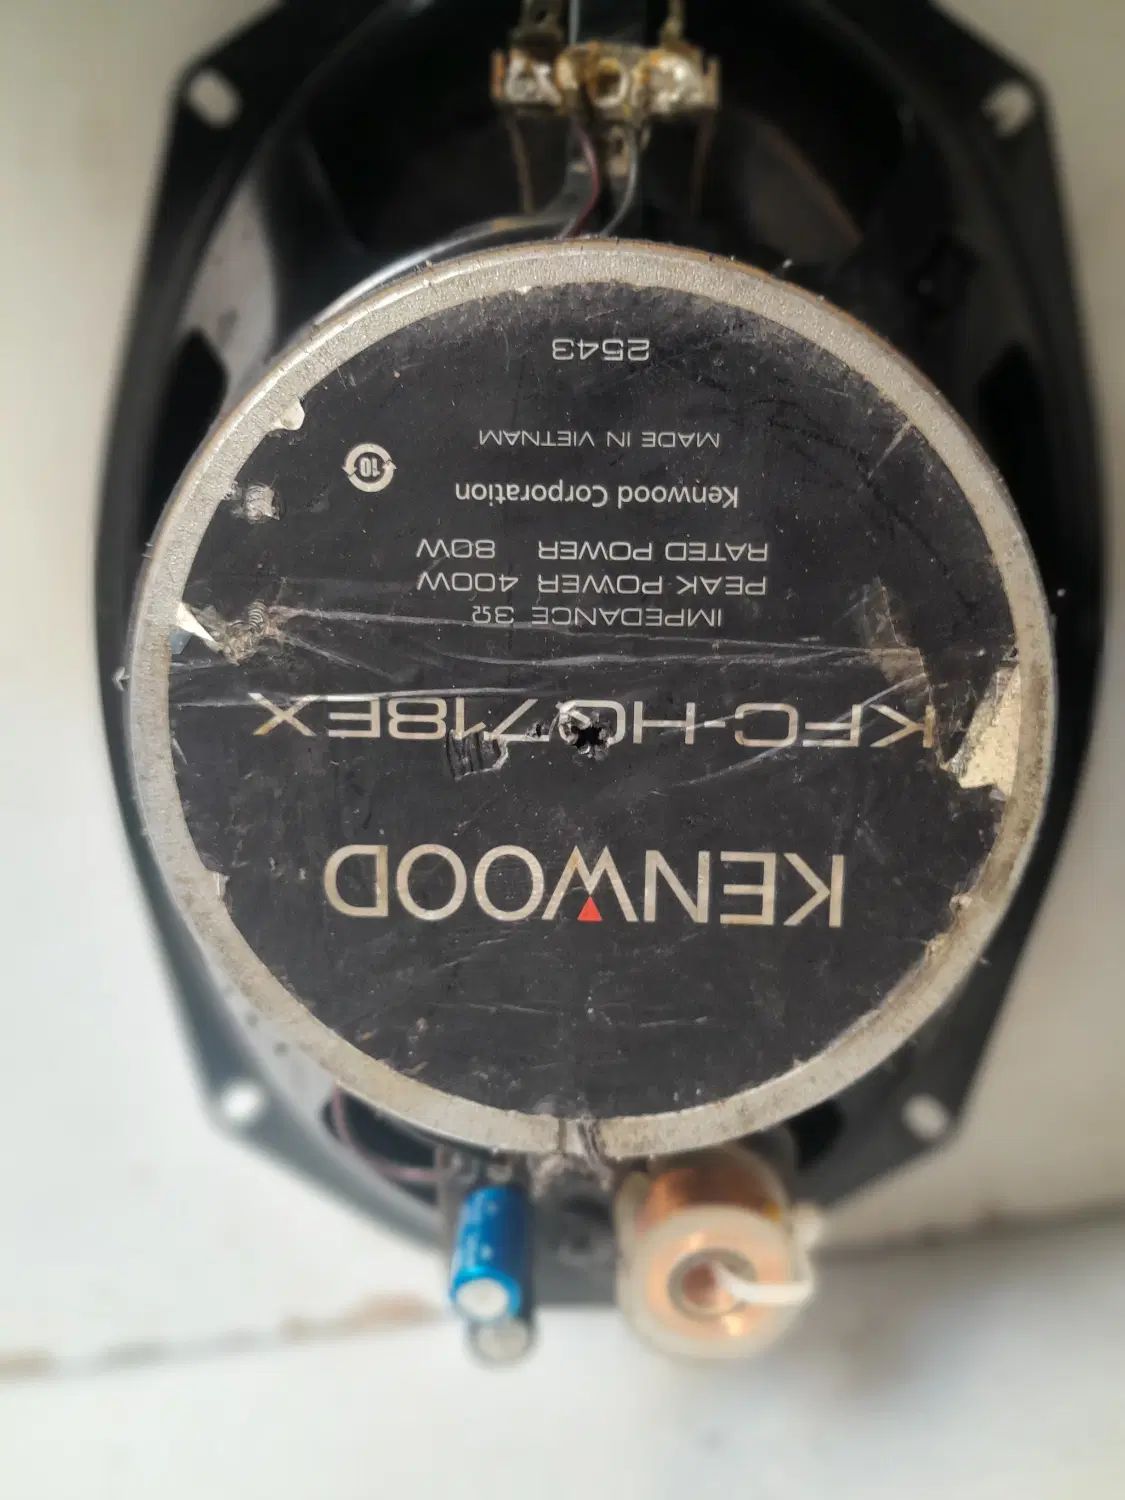 KENWOOD
KFC-HQ718EX
IMPEDANCE 3Ω
PEAK POWER 400W
RATED POWER 80W
Kenwood Corporation
10
MADE IN VIETNAM
2543